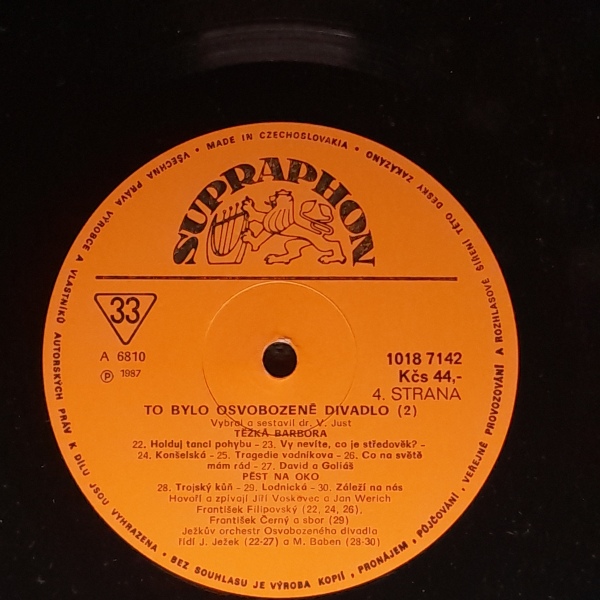 VŠECHNA PRÁVA VÝROBCE A VLASTNÍKŮ AUTORSKÝCH PRÁV K DÍLU JSOU VYHRAZENA • BEZ SOUHLASU JE VÝROBA KOPIÍ, PRONÁJEM, PŮJČOVÁNÍ, VEŘEJNÉ PROVOZOVÁNÍ A ROZHLASOVÉ ŠÍŘENÍ TÉTO DESKY ZAKÁZÁNO • MADE IN CZECHOSLOVAKIA •
SUPRAPHON
33
A 6810
Ⓟ 1987
1018 7142
Kčs 44,-
4. STRANA
TO BYLO OSVOBOZENÉ DIVADLO (2)
Vybral a sestavil dr. V. Just
TĚŽKÁ BARBORA
22. Holduj tanci pohybu – 23. Vy nevíte, co je středověk? –
24. Konšelská – 25. Tragedie vodníkova – 26. Co na světě
mám rád – 27. David a Goliáš
PĚST NA OKO
28. Trojský kůň – 29. Lodnická – 30. Záleží na nás
Hovoří a zpívají Jiří Voskovec a Jan Werich
František Filipovský (22, 24, 26),
František Černý a sbor (29)
Ježkův orchestr Osvobozeného divadla
řídí J. Ježek (22-27) a M. Baben (28-30)